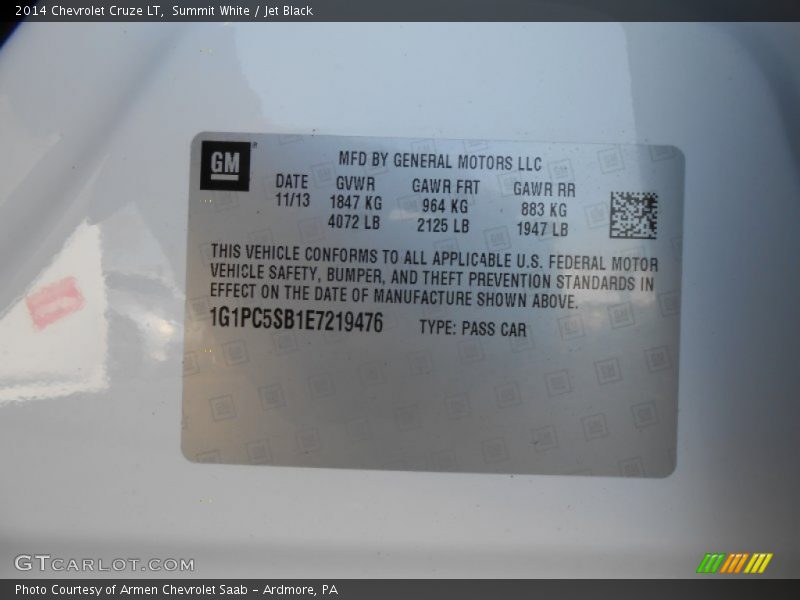 2014 Chevrolet Cruze LT, Summit White / Jet Black
GM
MFD BY GENERAL MOTORS LLC
DATE GVWR GAWR FRT GAWR RR
11/13 1847 KG 964 KG 883 KG
4072 LB 2125 LB 1947 LB
THIS VEHICLE CONFORMS TO ALL APPLICABLE U.S. FEDERAL MOTOR
VEHICLE SAFETY, BUMPER, AND THEFT PREVENTION STANDARDS IN
EFFECT ON THE DATE OF MANUFACTURE SHOWN ABOVE.
1G1PC5SB1E7219476 TYPE: PASS CAR
GTCARLOT.COM
Photo Courtesy of Armen Chevrolet Saab - Ardmore, PA